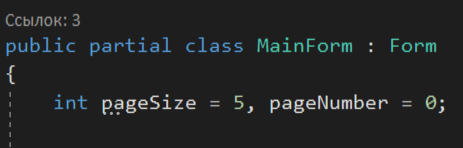 Ссылок: 3
public partial class MainForm : Form
{
int pageSize = 5, pageNumber = 0;